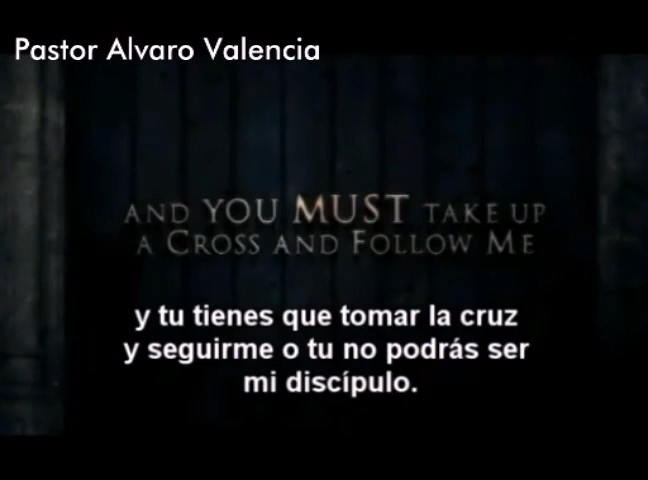 Pastor Alvaro Valencia
AND YOU MUST TAKE UP
A CROSS AND FOLLOW ME
y tu tienes que tomar la cruz
y seguirme o tu no podrás ser
mi discípulo.